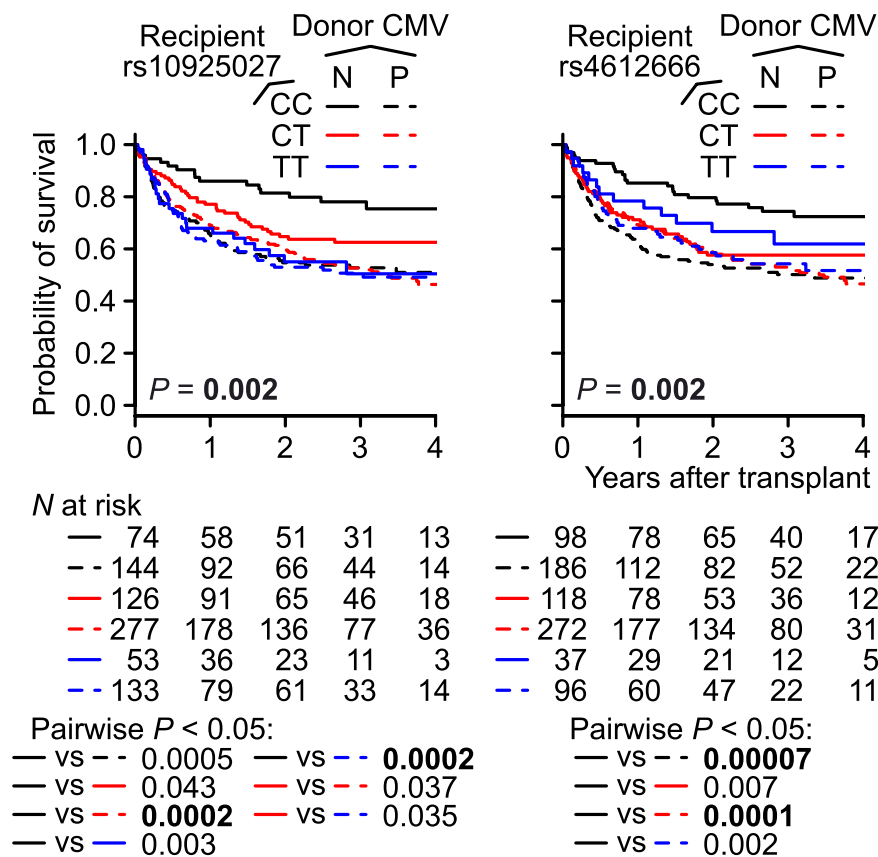 Recipient
rs10925027
Donor CMV
N P
CC
CT
TT
Recipient
rs4612666
Donor CMV
N P
CC
CT
TT
Probability of survival
1.0
0.8
0.6
0.4
0.2
0.0
P = 0.002
P = 0.002
0 1 2 3 4
0 1 2 3 4
Years after transplant
N at risk
74 58 51 31 13
144 92 66 44 14
126 91 65 46 18
277 178 136 77 36
53 36 23 11 3
133 79 61 33 14
98 78 65 40 17
186 112 82 52 22
118 78 53 36 12
272 177 134 80 31
37 29 21 12 5
96 60 47 22 11
Pairwise P < 0.05:
vs 0.0005
vs 0.043
vs 0.0002
vs 0.003
vs 0.0002
vs 0.037
vs 0.035
Pairwise P < 0.05:
vs 0.00007
vs 0.007
vs 0.0001
vs 0.002